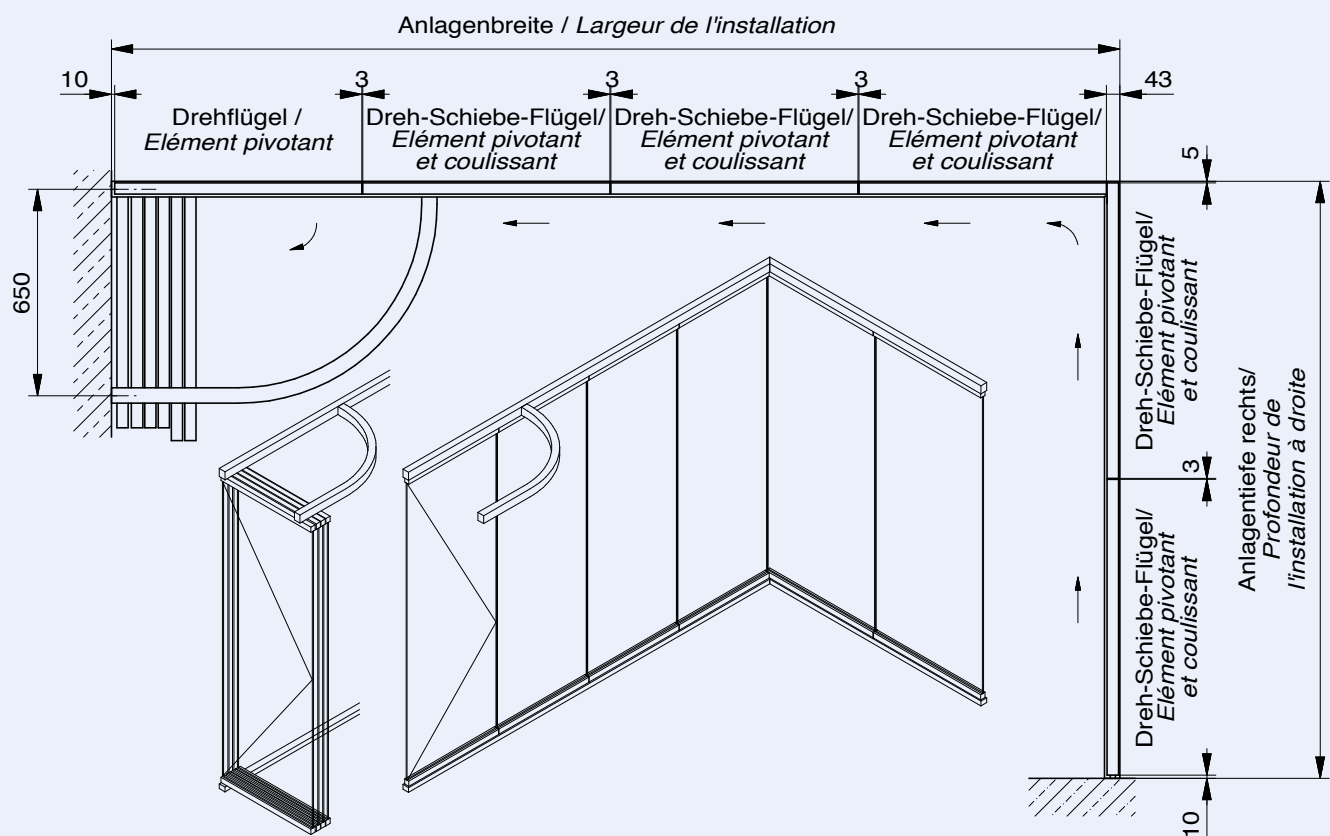 Anlagenbreite / Largeur de l'installation
10
3
3
3
43
Drehflügel /
Elément pivotant
Dreh-Schiebe-Flügel/
Elément pivotant
et coulissant
Dreh-Schiebe-Flügel/
Elément pivotant
et coulissant
Dreh-Schiebe-Flügel/
Elément pivotant
et coulissant
5
650
Dreh-Schiebe-Flügel/
Elément pivotant
et coulissant
3
Dreh-Schiebe-Flügel/
Elément pivotant
et coulissant
Anlagentiefe rechts/
Profondeur de
l'installation à droite
10